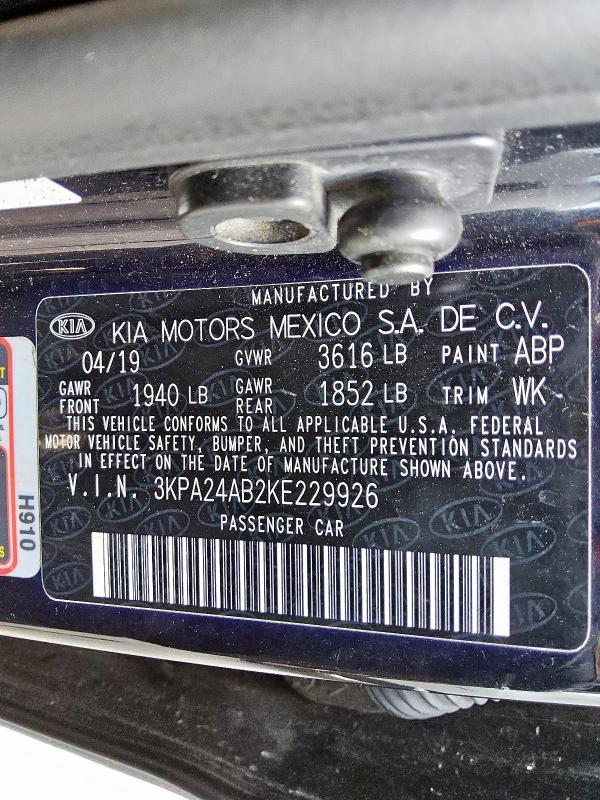 MANUFACTURED BY
KIA KIA MOTORS MEXICO S.A. DE C.V.
04/19 GVWR 3616 LB PAINT ABP
GAWR FRONT 1940 LB GAWR REAR 1852 LB TRIM WK
THIS VEHICLE CONFORMS TO ALL APPLICABLE U.S.A. FEDERAL
MOTOR VEHICLE SAFETY, BUMPER, AND THEFT PREVENTION STANDARDS
IN EFFECT ON THE DATE OF MANUFACTURE SHOWN ABOVE.
V.I.N. 3KPA24AB2KE229926
PASSENGER CAR
H910